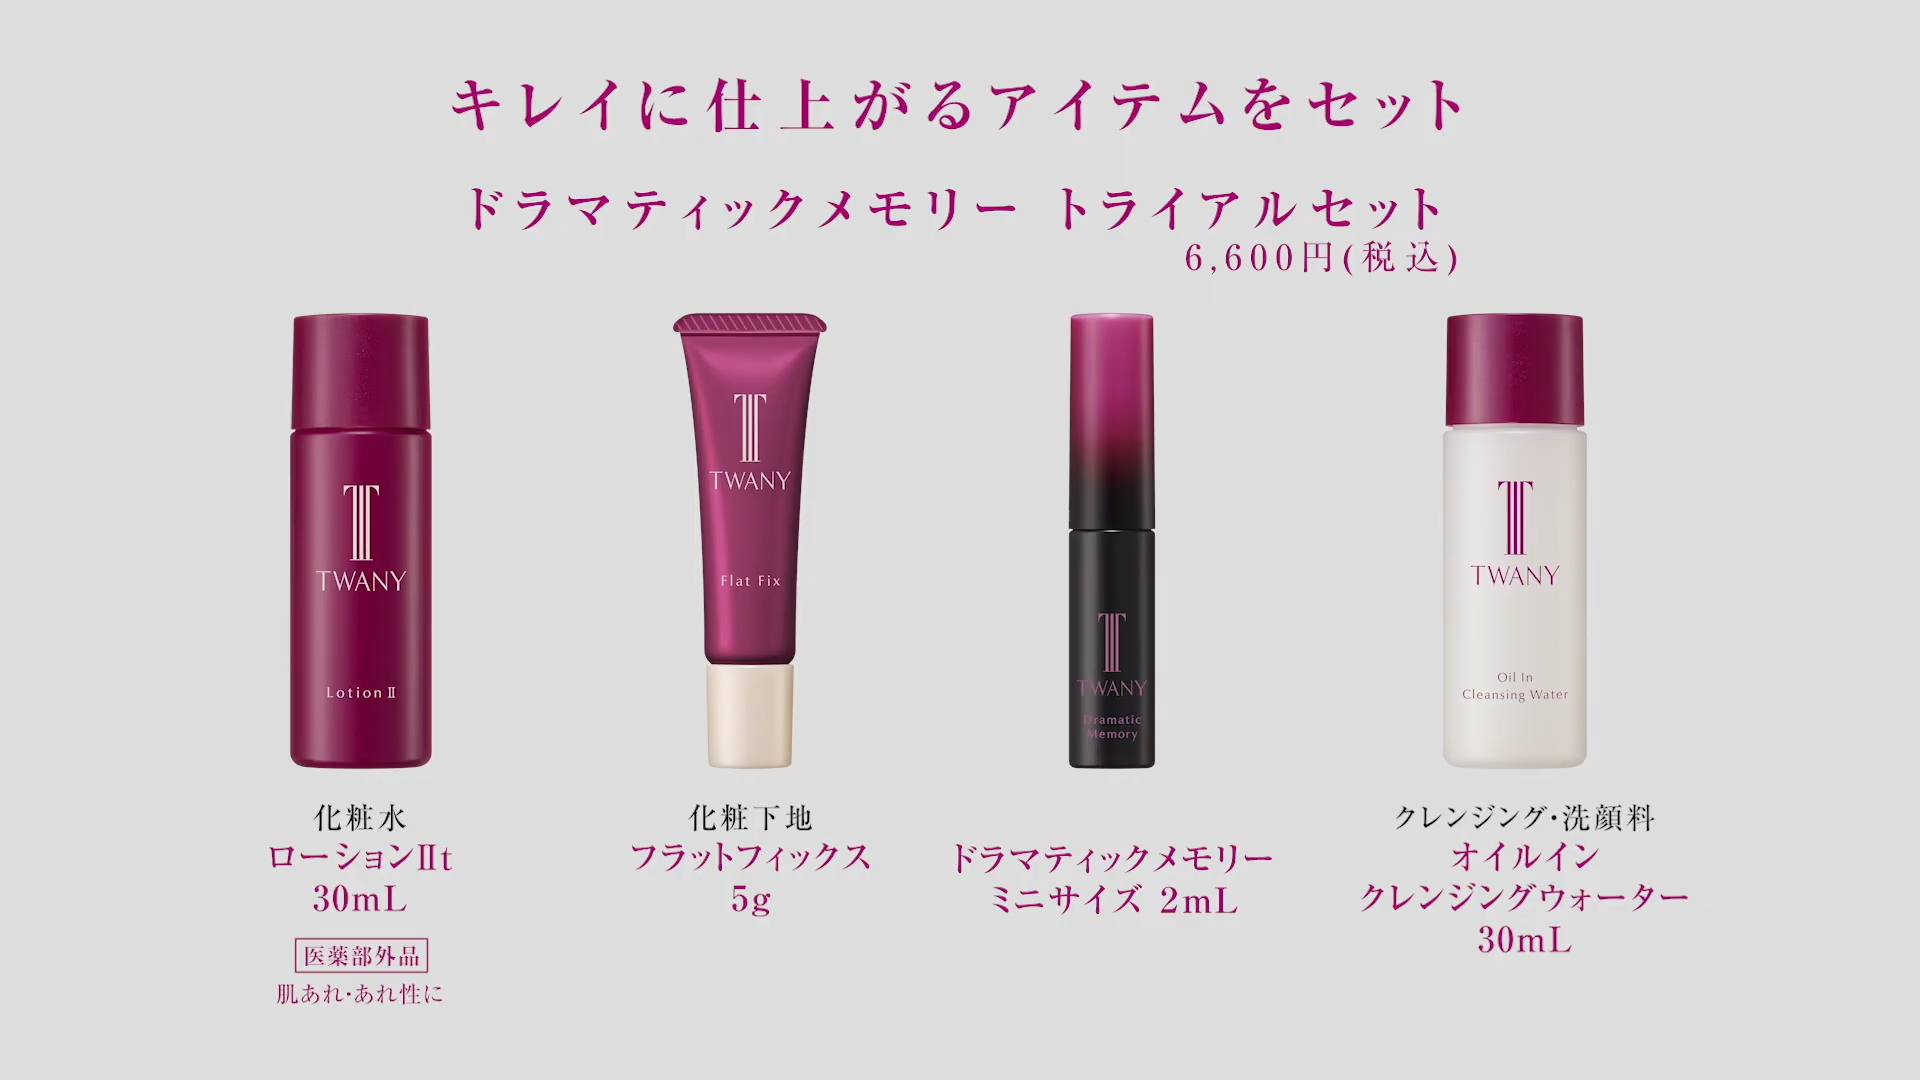 キレイに仕上がるアイテムをセット
ドラマティックメモリー トライアルセット
6,600円(税込)
TWANY
Lotion Ⅱ
TWANY
Flat Fix
TWANY
Dramatic
Memory
TWANY
Oil In
Cleansing Water
化粧水
ローションⅡt
30mL
医薬部外品
肌あれ・あれ性に
化粧下地
フラットフィックス
5g
ドラマティックメモリー
ミニサイズ 2mL
クレンジング・洗顔料
オイルイン
クレンジングウォーター
30mL